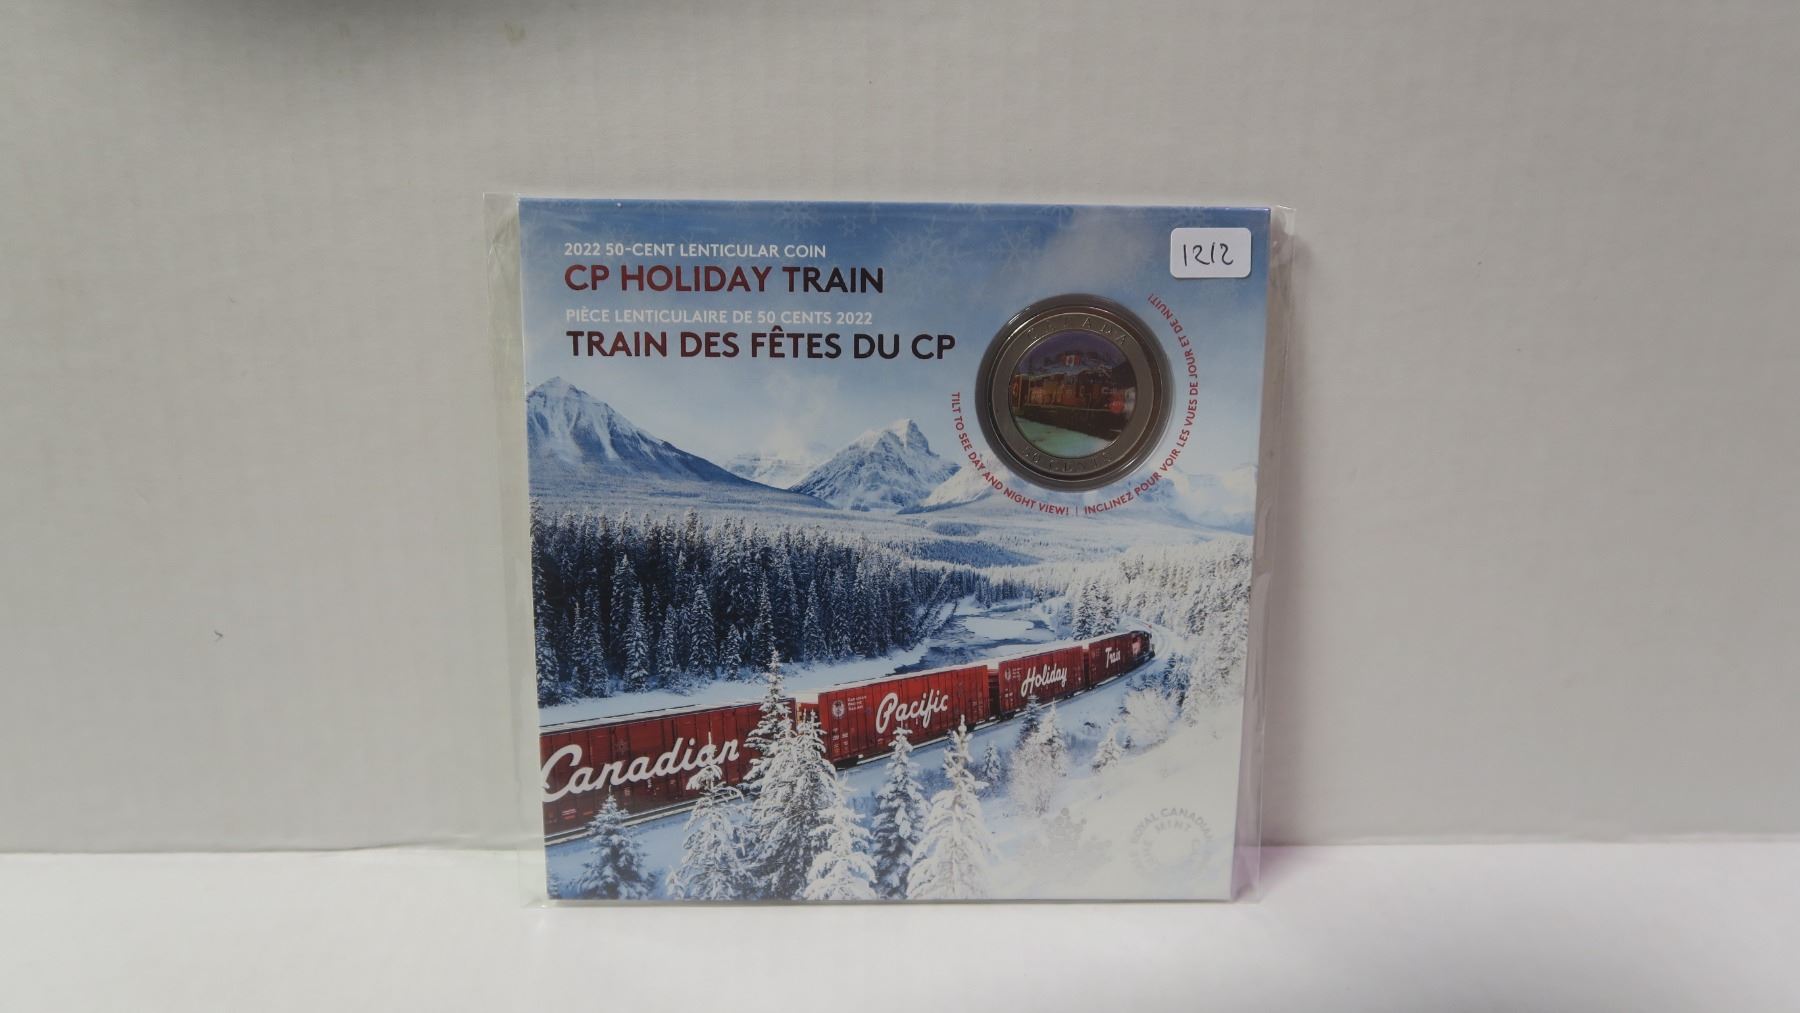 2022 50-CENT LENTICULAR COIN
CP HOLIDAY TRAIN
PIÈCE LENTICULAIRE DE 50 CENTS 2022
TRAIN DES FÊTES DU CP
1212
CANADA
50 CENTS
TILT TO SEE DAY AND NIGHT VIEW! | INCLINEZ POUR VOIR LES VUES DE JOUR ET DE NUIT!
Canadian
Pacific
Holiday
Train
ROYAL CANADIAN
MINT